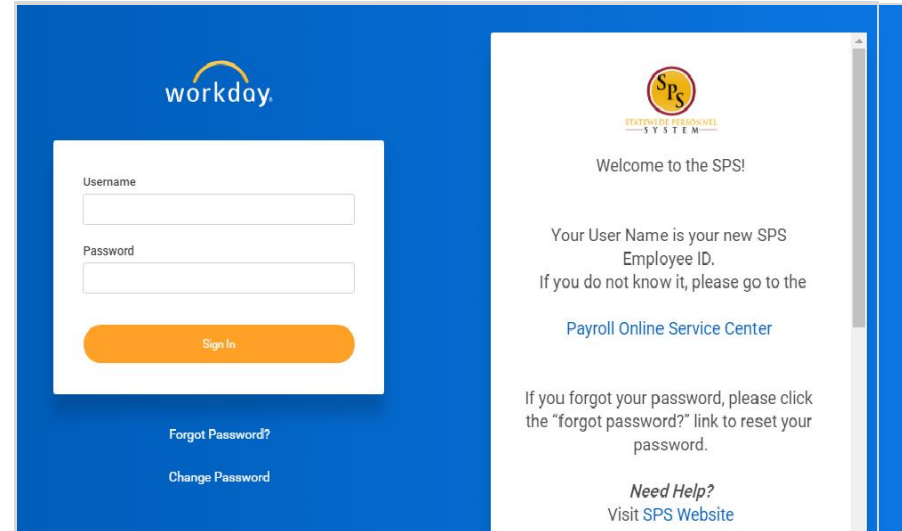 workday.
Username
Password
Sign In
Forgot Password?
Change Password
SPS
STATEWIDE PERSONNEL
SYSTEM
Welcome to the SPS!
Your User Name is your new SPS
Employee ID.
If you do not know it, please go to the
Payroll Online Service Center
If you forgot your password, please click
the “forgot password?” link to reset your
password.
Need Help?
Visit SPS Website